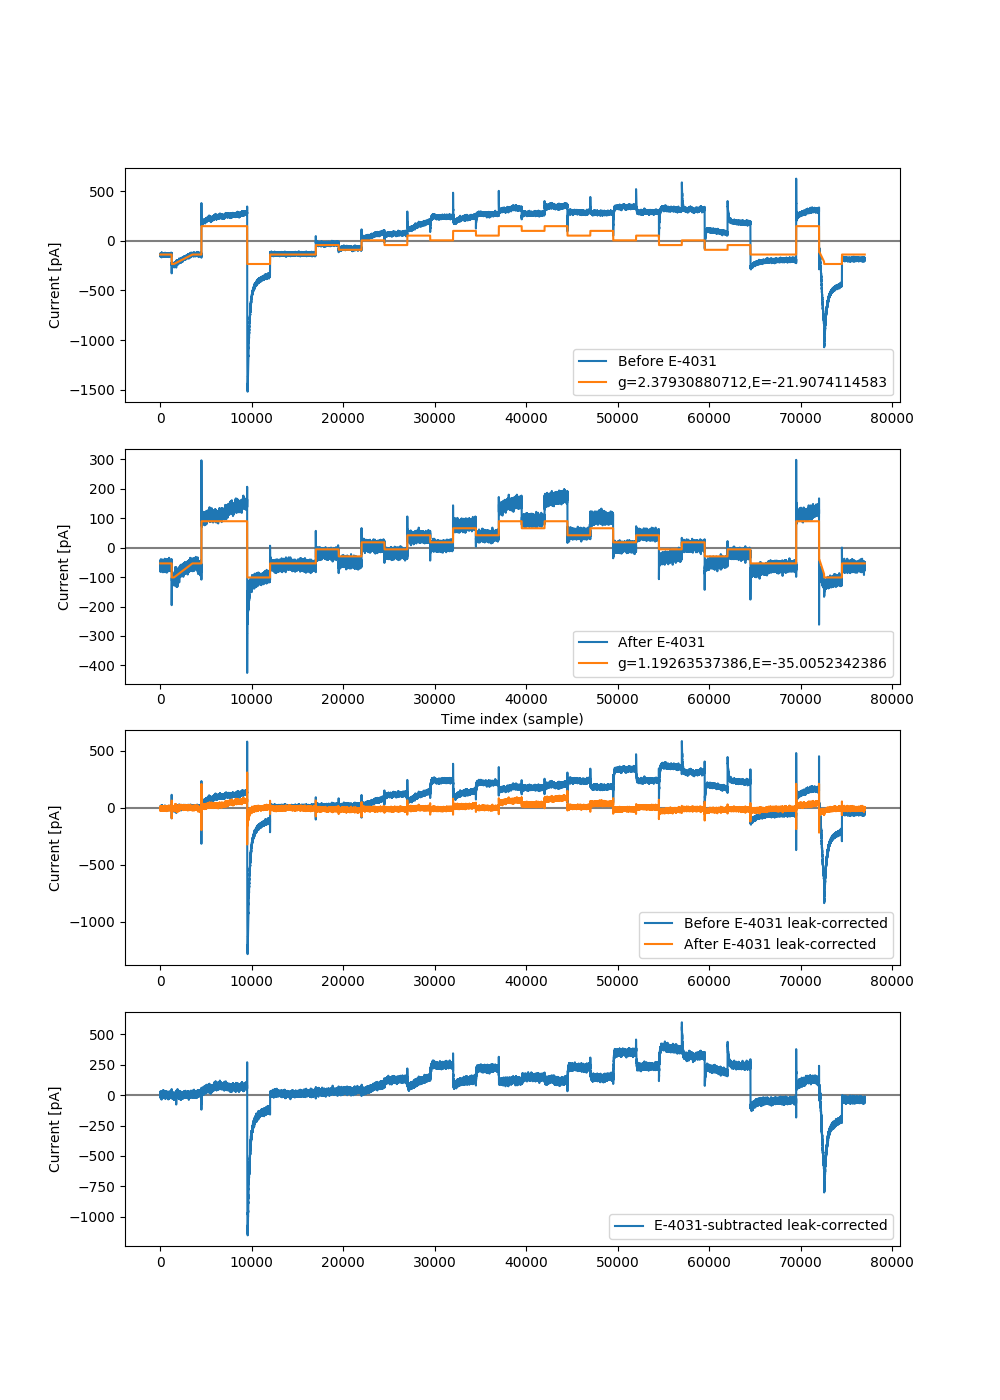 500
0
−500
−1000
−1500
Current [pA]
Before E-4031
g=2.37930880712,E=-21.9074114583
0 10000 20000 30000 40000 50000 60000 70000 80000
300
200
100
0
−100
−200
−300
−400
Current [pA]
After E-4031
g=1.19263537386,E=-35.0052342386
0 10000 20000 30000 40000 50000 60000 70000 80000
Time index (sample)
500
0
−500
−1000
Current [pA]
Before E-4031 leak-corrected
After E-4031 leak-corrected
0 10000 20000 30000 40000 50000 60000 70000 80000
500
250
0
−250
−500
−750
−1000
Current [pA]
E-4031-subtracted leak-corrected
0 10000 20000 30000 40000 50000 60000 70000 80000